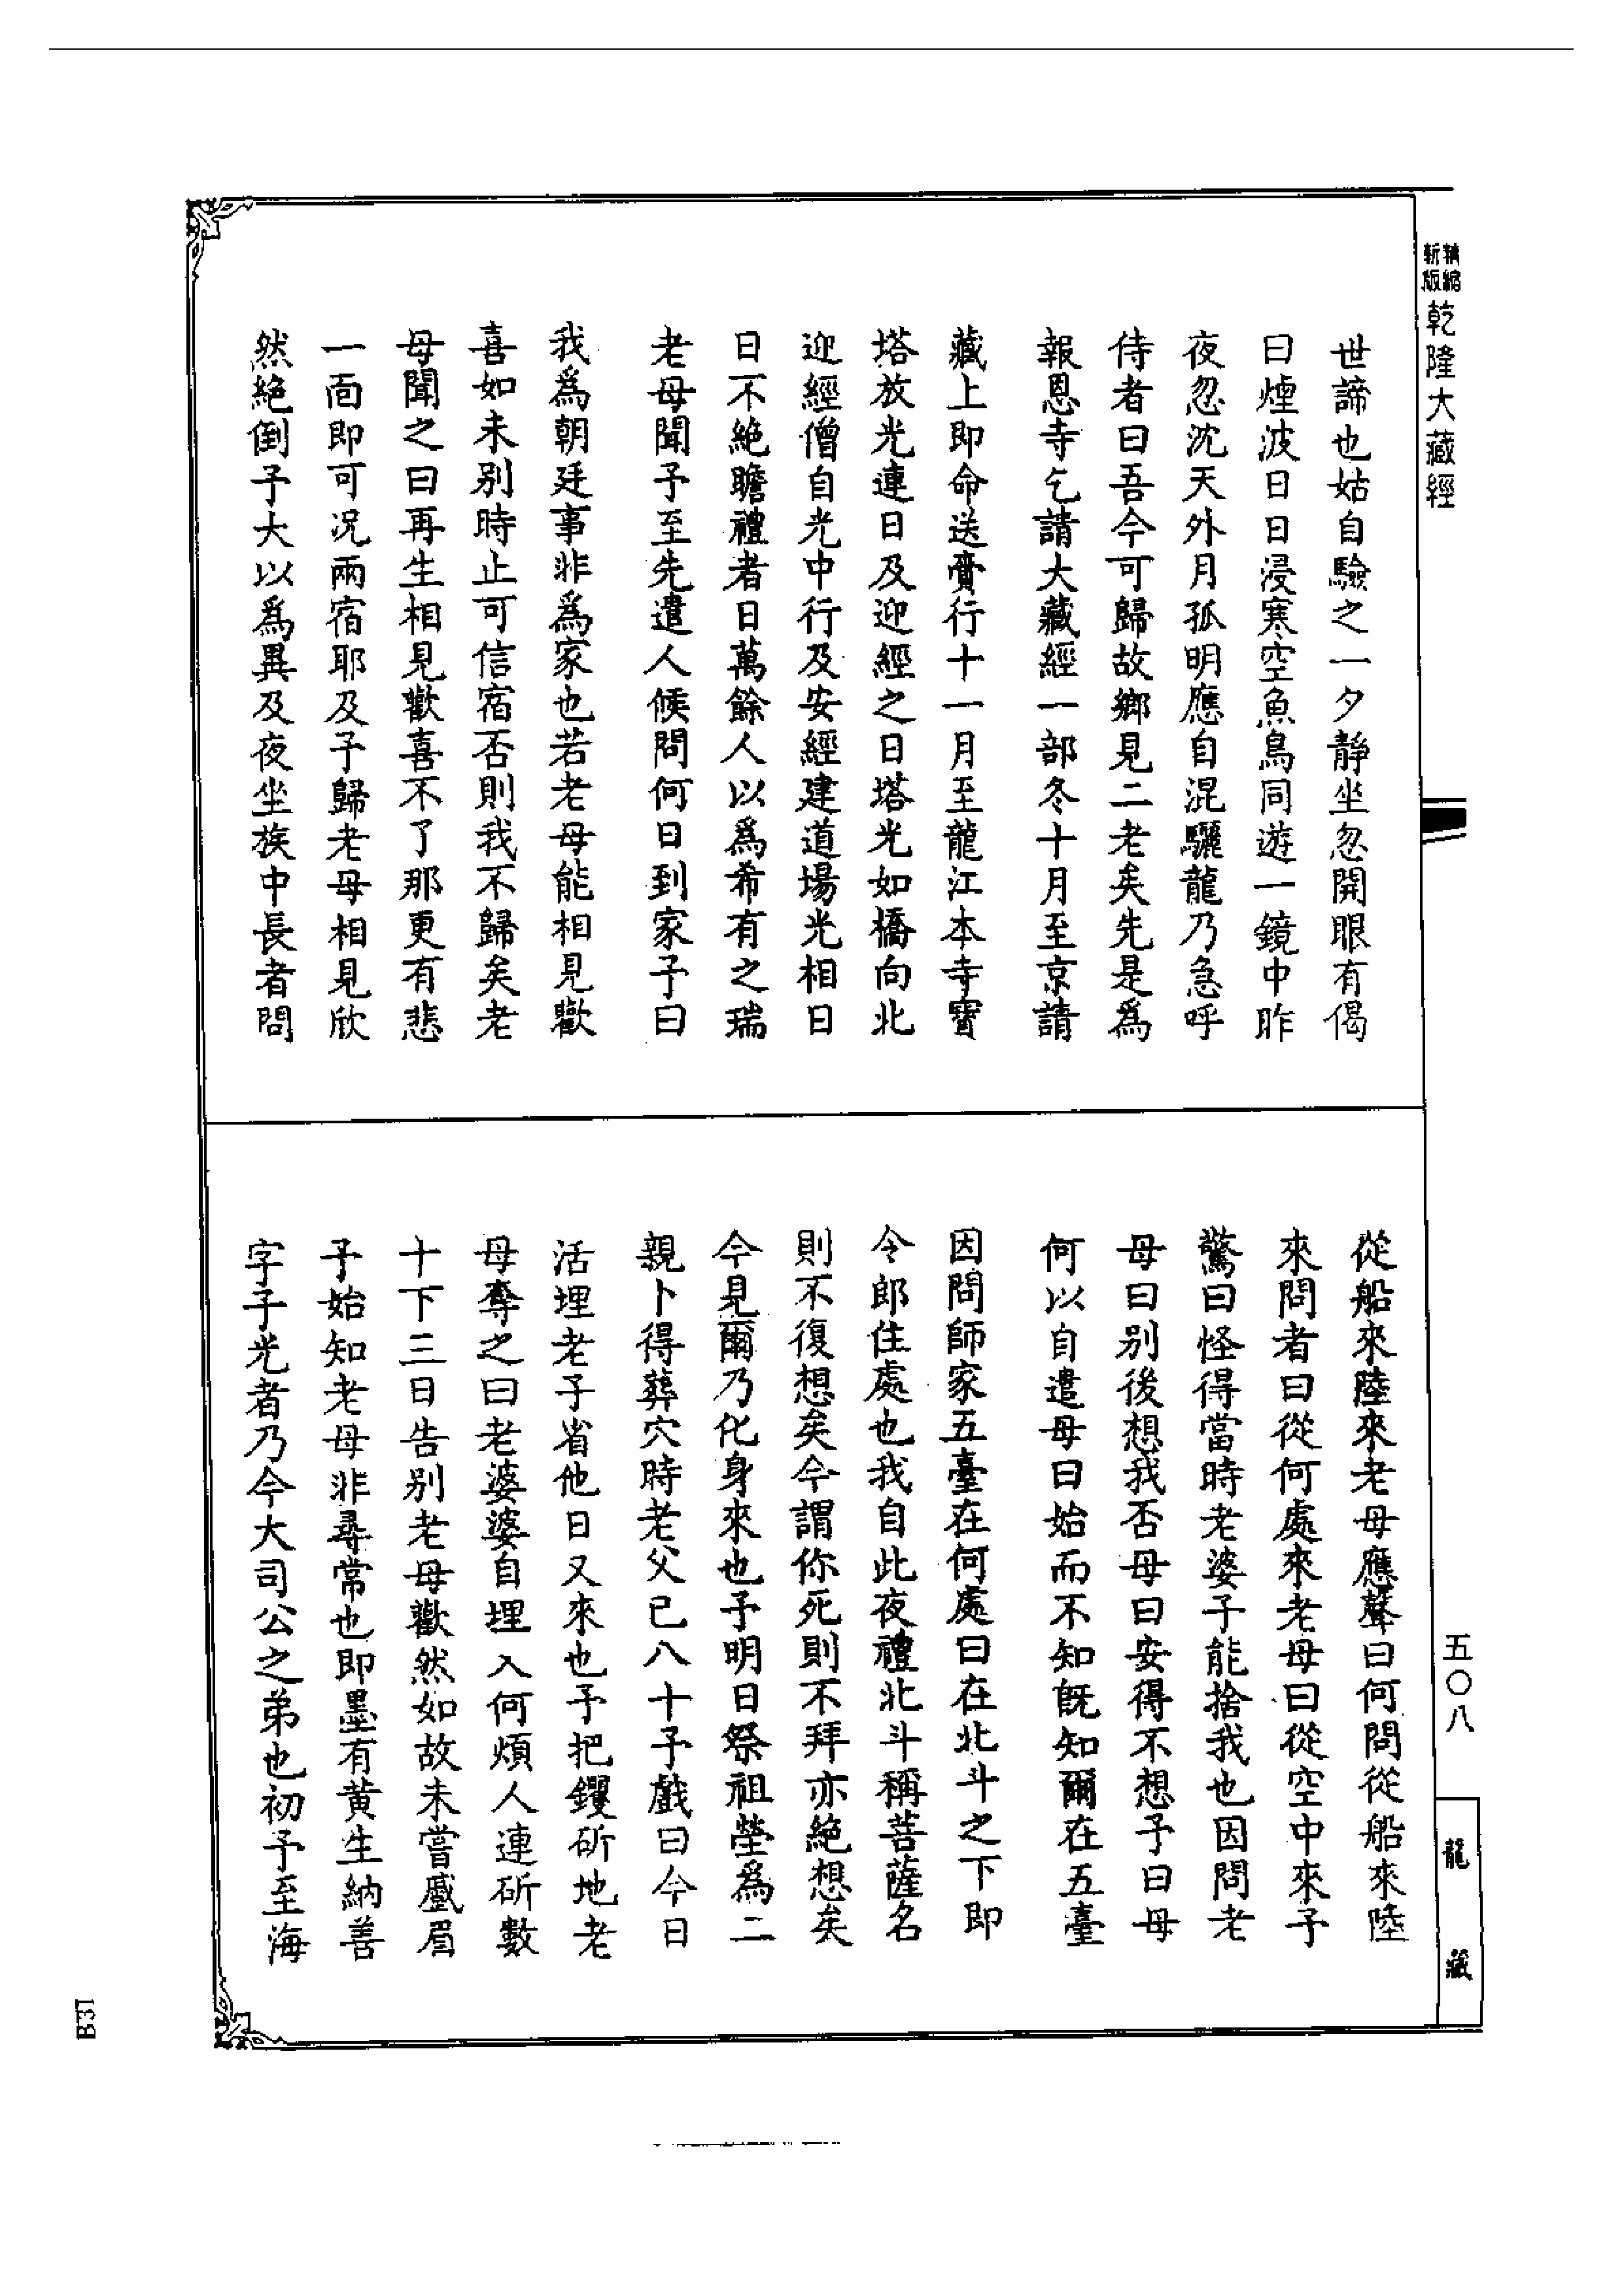 精縮
新版
乾隆大藏經
世諦也姑自驗之一夕靜坐忽開眼有偈
曰煙波日日浸寒空魚鳥同遊一鏡中昨
夜忽沈天外月孤明應自混驪龍乃急呼
侍者曰吾今可歸故鄉見二老矣先是為
報恩寺乞請大藏經一部冬十月至京請
藏上即命送賷行十一月至龍江本寺寶
塔放光連日及迎經之日塔光如橋向北
迎經僧自光中行及安經建道場光相日
日不絕瞻禮者日萬餘人以為希有之瑞
老母聞予至先遣人候問何日到家予曰
我為朝廷事非為家也若老母能相見歡
喜如未別時止可信宿否則我不歸矣老
母聞之曰再生相見歡喜不了那更有悲
一面即可況兩宿耶及予歸老母相見欣
然絕倒予大以為異及夜坐族中長者問
從船來陸來老母應聲曰何問從船來陸
來問者曰從何處來老母曰從空中來予
驚曰怪得當時老婆子能捨我也因問老
母曰別後想我否母曰安得不想予曰母
何以自遣母曰始而不知既知爾在五臺
因問師家五臺在何處曰在北斗之下即
令郎住處也我自此夜禮北斗稱菩薩名
則不復想矣今謂你死則不拜亦絕想矣
今見爾乃化身來也予明日祭祖塋為二
親卜得葬穴時老父已八十予戲曰今日
活埋老子省他日又來也予把钁斫地老
母奪之曰老婆婆自埋入何煩人連斫數
十下三日告別老母歡然如故未嘗蹙眉
予始知老母非尋常也即墨有黃生納善
字子光者乃今大司公之弟也初予至海
五〇八
龍藏
B31